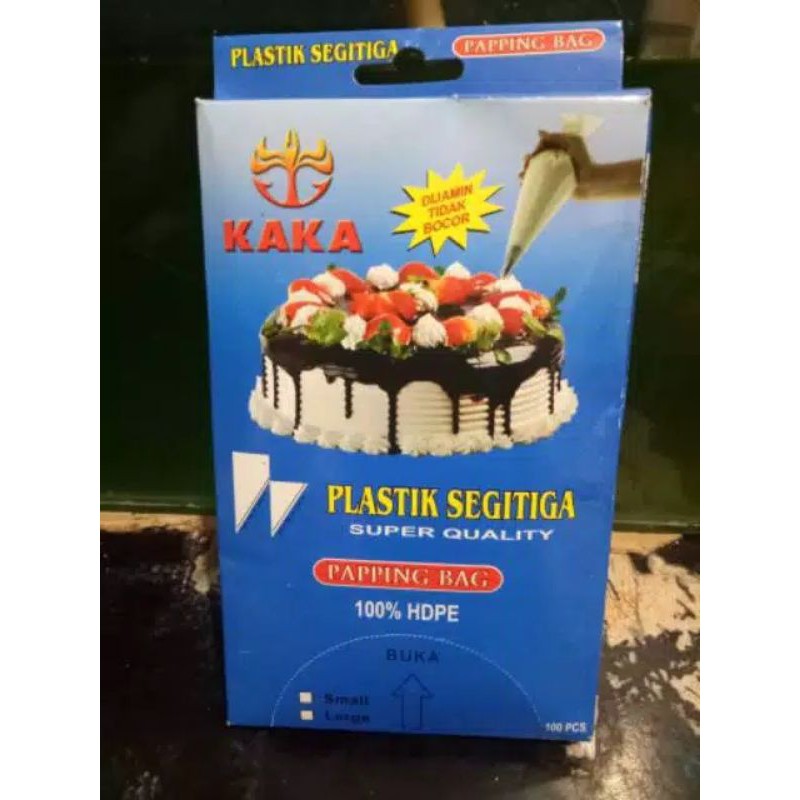 PLASTIK SEGITIGA
PAPPING BAG
KAKA
DIJAMIN
TIDAK
BOCOR
PLASTIK SEGITIGA
SUPER QUALITY
PAPPING BAG
100% HDPE
BUKA
Small
Large
100 PCS